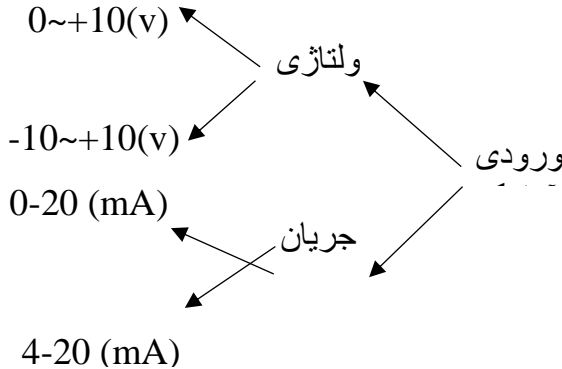 0~+10(v)
ولتاژی
-10~+10(v)
ورودی
0-20 (mA)
جریان
4-20 (mA)